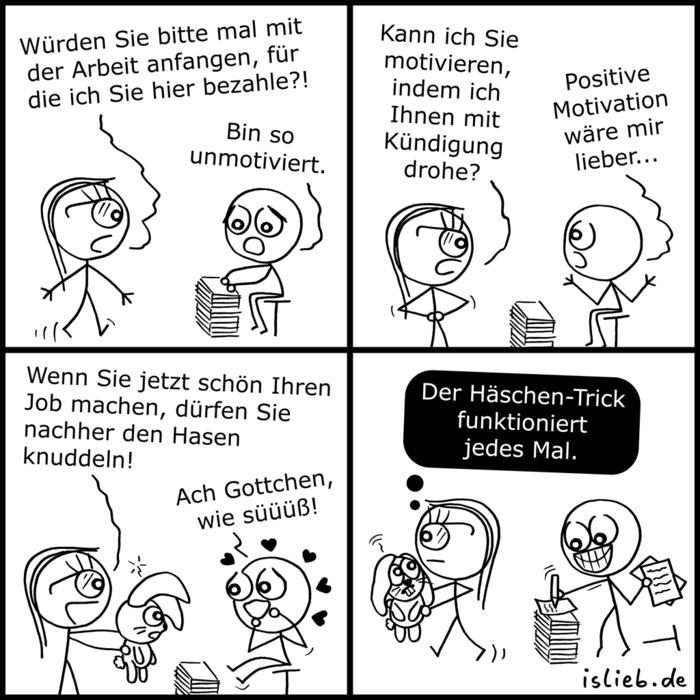 Würden Sie bitte mal mit
der Arbeit anfangen, für
die ich Sie hier bezahle?!
Bin so
unmotiviert.
Kann ich Sie
motivieren,
indem ich
Ihnen mit
Kündigung
drohe?
Positive
Motivation
wäre mir
lieber...
Wenn Sie jetzt schön Ihren
Job machen, dürfen Sie
nachher den Hasen
knuddeln!
Ach Gottchen,
wie süüüß!
Der Häschen-Trick
funktioniert
jedes Mal.
islieb.de